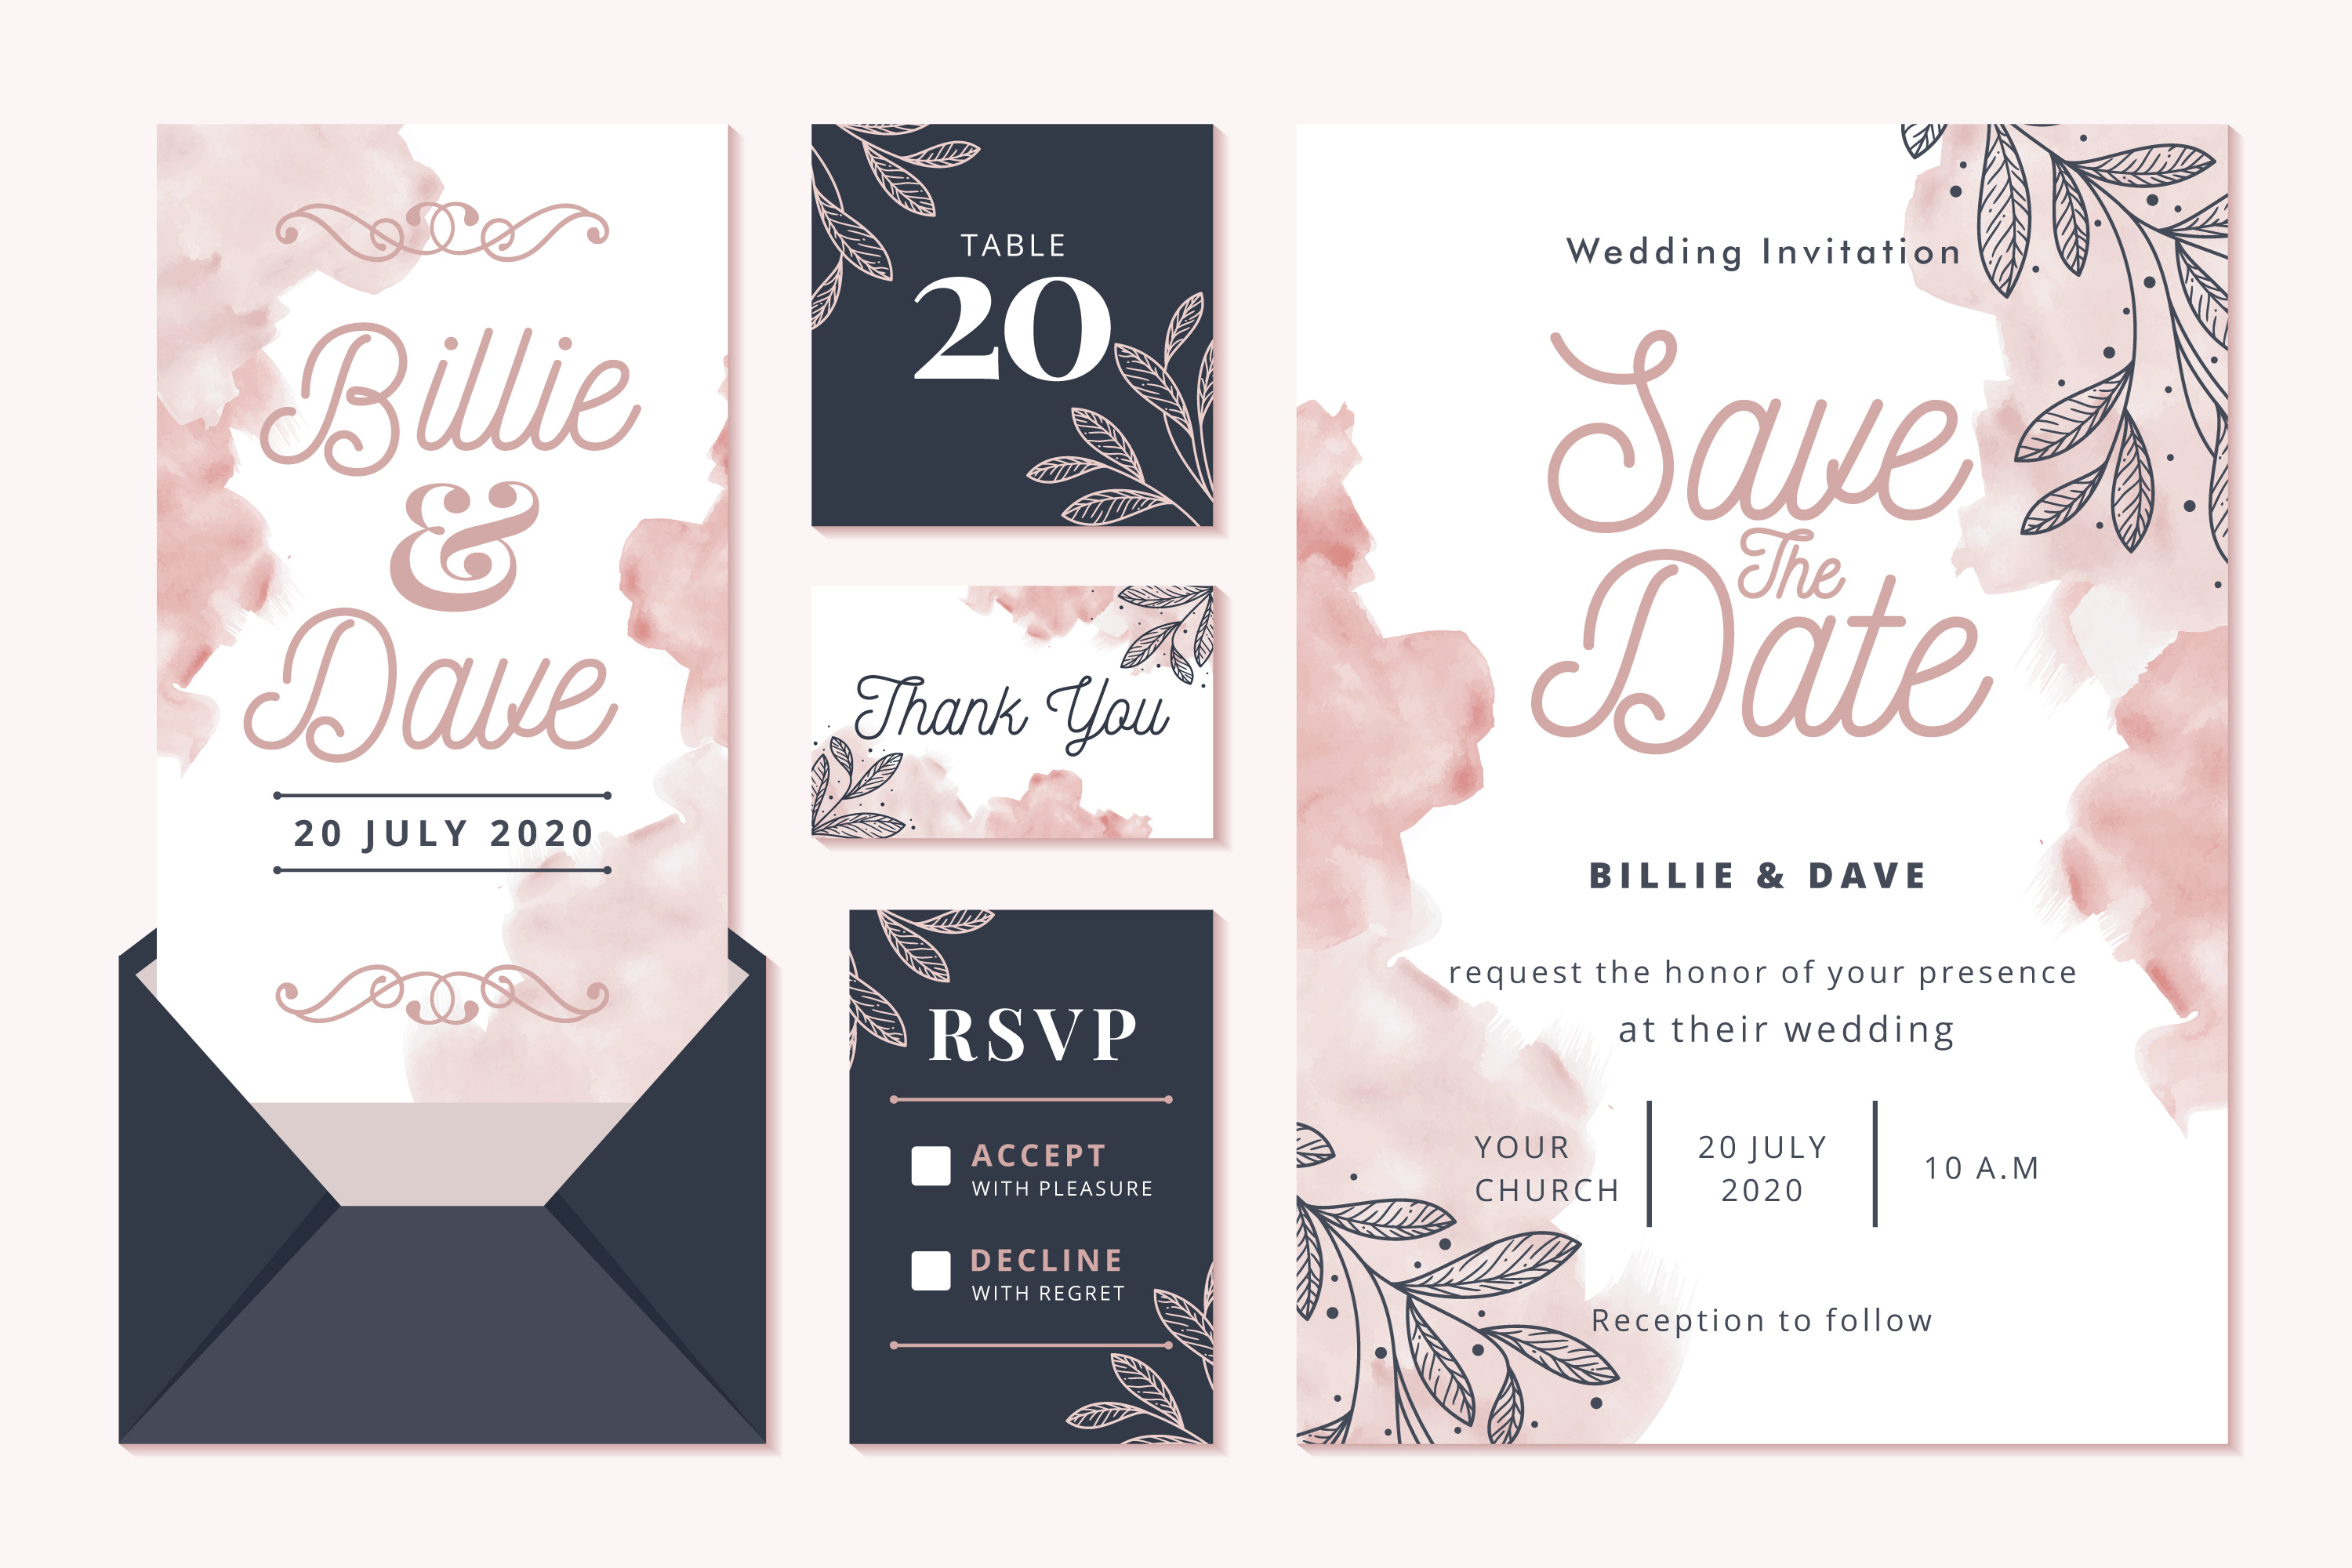 Billie
&
Dave
20 JULY 2020
TABLE
20
Thank You
RSVP
ACCEPT
WITH PLEASURE
DECLINE
WITH REGRET
Wedding Invitation
Save
The
Date
BILLIE & DAVE
request the honor of your presence
at their wedding
YOUR
CHURCH
20 JULY
2020
10 A.M
Reception to follow